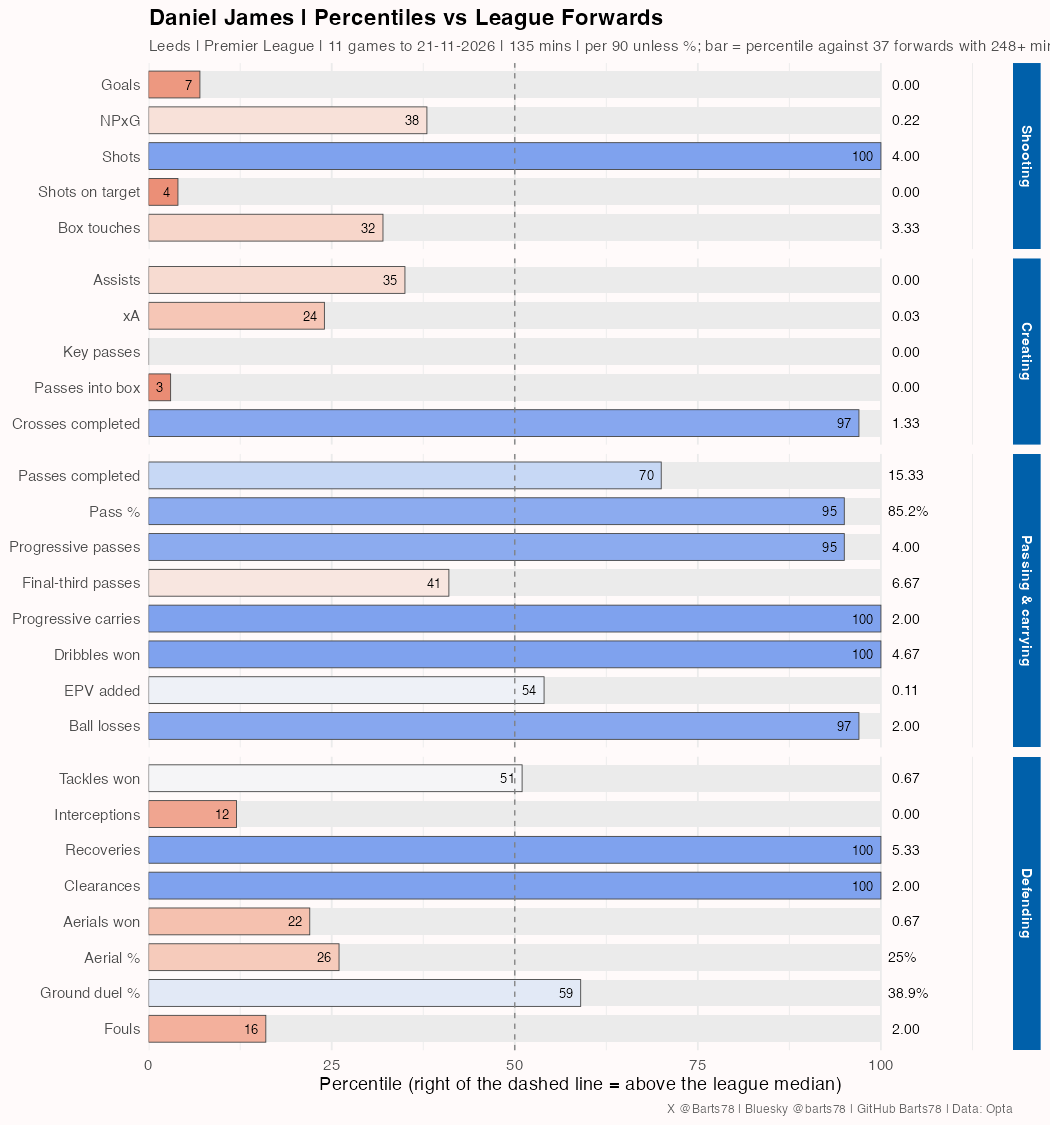 Daniel James | Percentiles vs League Forwards
Leeds | Premier League | 11 games to 21-11-2026 | 135 mins | per 90 unless %; bar = percentile against 37 forwards with 248+
Goals 7 0.00
NPxG 38 0.22
Shots 100 4.00
Shots on target 4 0.00
Box touches 32 3.33
Shooting
Assists 35 0.00
xA 24 0.03
Key passes 0.00
Passes into box 3 0.00
Crosses completed 97 1.33
Creating
Passes completed 70 15.33
Pass % 95 85.2%
Progressive passes 95 4.00
Final-third passes 41 6.67
Progressive carries 100 2.00
Dribbles won 100 4.67
EPV added 54 0.11
Ball losses 97 2.00
Passing & carrying
Tackles won 51 0.67
Interceptions 12 0.00
Recoveries 100 5.33
Clearances 100 2.00
Aerials won 22 0.67
Aerial % 26 25%
Ground duel % 59 38.9%
Fouls 16 2.00
Defending
0 25 50 75 100
Percentile (right of the dashed line = above the league median)
X @Barts78 | Bluesky @barts78 | GitHub Barts78 | Data: Opta